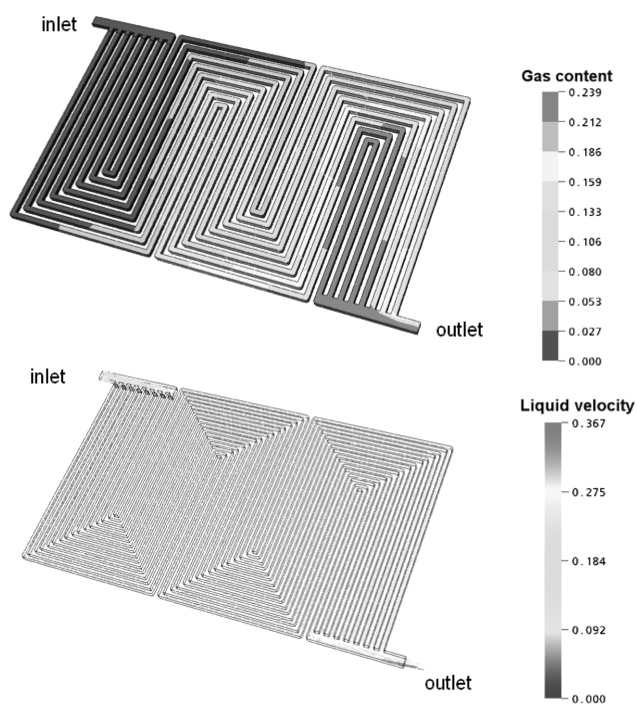 inlet
outlet
Gas content
0.239
0.212
0.186
0.159
0.133
0.106
0.080
0.053
0.027
0.000
inlet
outlet
Liquid velocity
0.367
0.275
0.184
0.092
0.000